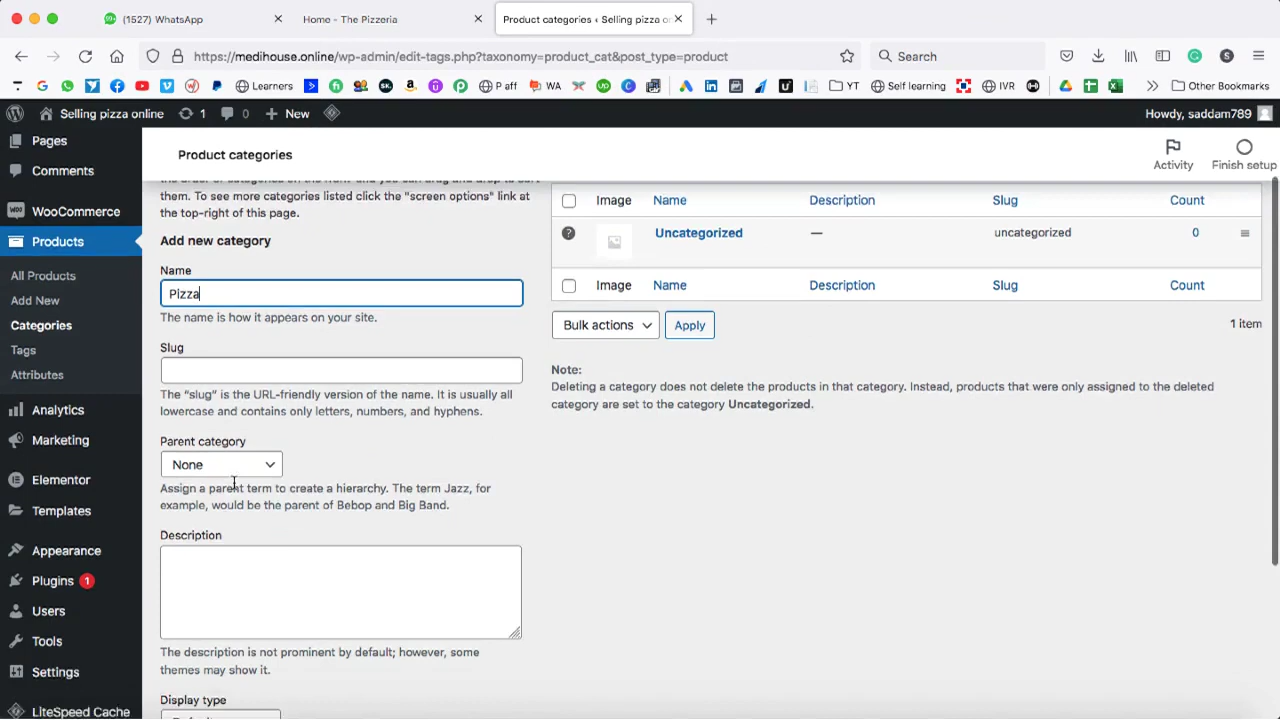 (1527) WhatsApp
Home - The Pizzeria
Product categories ‹ Selling pizza o
https://medihouse.online/wp-admin/edit-tags.php?taxonomy=product_cat&post_type=product
Search
Learners
P aff
WA
YT
Self learning
IVR
Other Bookmarks
Selling pizza online
1
0
New
Howdy, saddam789
Pages
Comments
WooCommerce
Products
All Products
Add New
Categories
Tags
Attributes
Analytics
Marketing
Elementor
Templates
Appearance
Plugins 1
Users
Tools
Settings
LiteSpeed Cache
Product categories
Activity
Finish setup
them. To see more categories listed click the "screen options" link at
the top-right of this page.
Add new category
Name
Pizza
The name is how it appears on your site.
Slug
The “slug” is the URL-friendly version of the name. It is usually all
lowercase and contains only letters, numbers, and hyphens.
Parent category
None
Assign a parent term to create a hierarchy. The term Jazz, for
example, would be the parent of Bebop and Big Band.
Description
The description is not prominent by default; however, some
themes may show it.
Display type
Image Name Description Slug Count
Uncategorized — uncategorized 0
Image Name Description Slug Count
Bulk actions Apply 1 item
Note:
Deleting a category does not delete the products in that category. Instead, products that were only assigned to the deleted
category are set to the category Uncategorized.